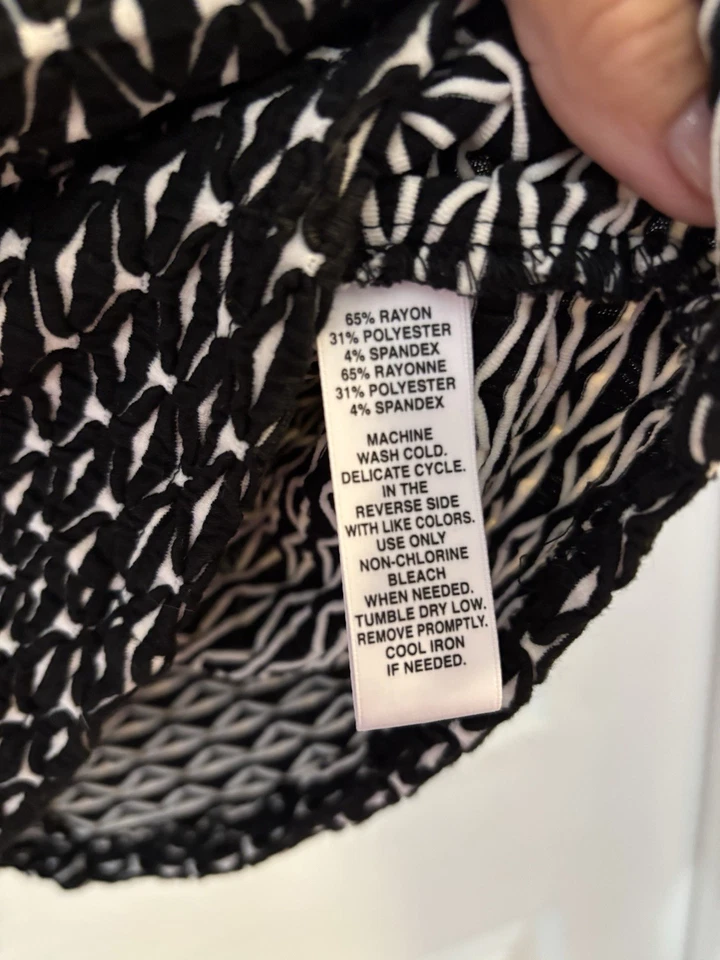 65% RAYON
31% POLYESTER
4% SPANDEX
65% RAYONNE
31% POLYESTER
4% SPANDEX
MACHINE
WASH COLD.
DELICATE CYCLE.
IN THE
REVERSE SIDE
WITH LIKE COLORS.
USE ONLY
NON-CHLORINE
BLEACH
WHEN NEEDED.
TUMBLE DRY LOW.
REMOVE PROMPTLY.
COOL IRON
IF NEEDED.